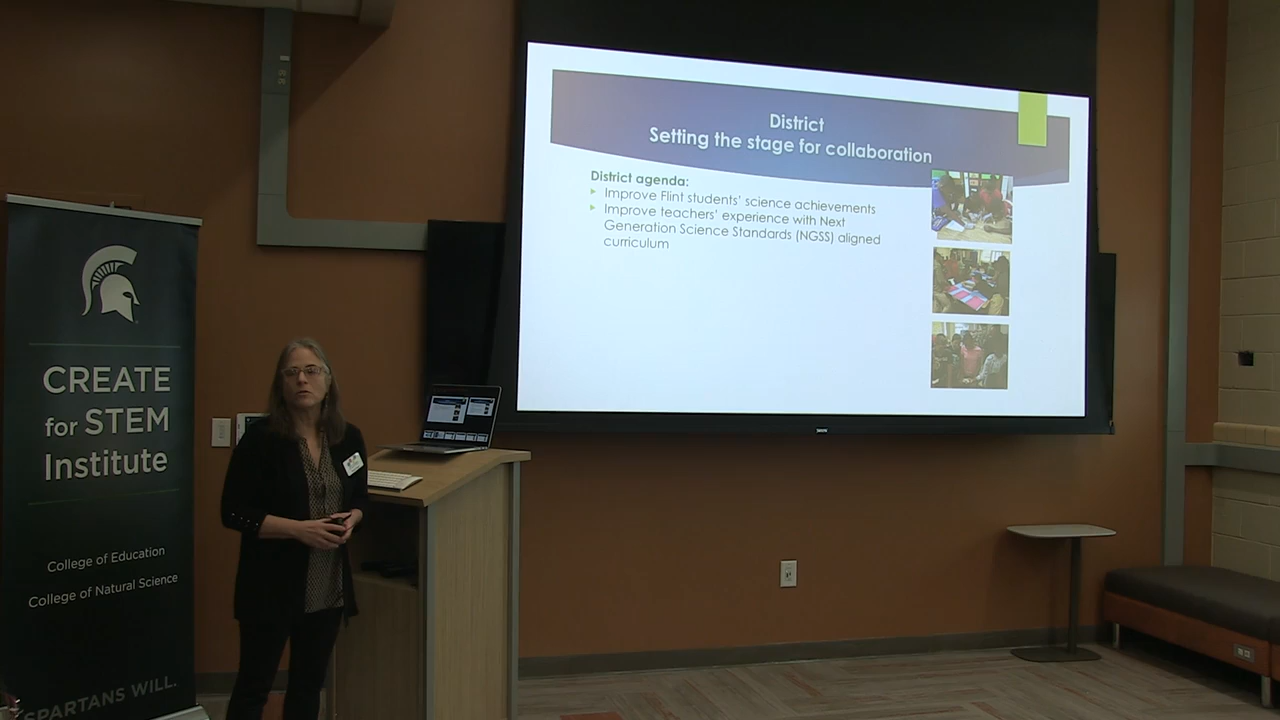 District
Setting the stage for collaboration
District agenda:
Improve Flint students' science achievements
Improve teachers' experience with Next
Generation Science Standards (NGSS) aligned
curriculum
CREATE
for STEM
Institute
College of Education
College of Natural Science
SPARTANS WILL.